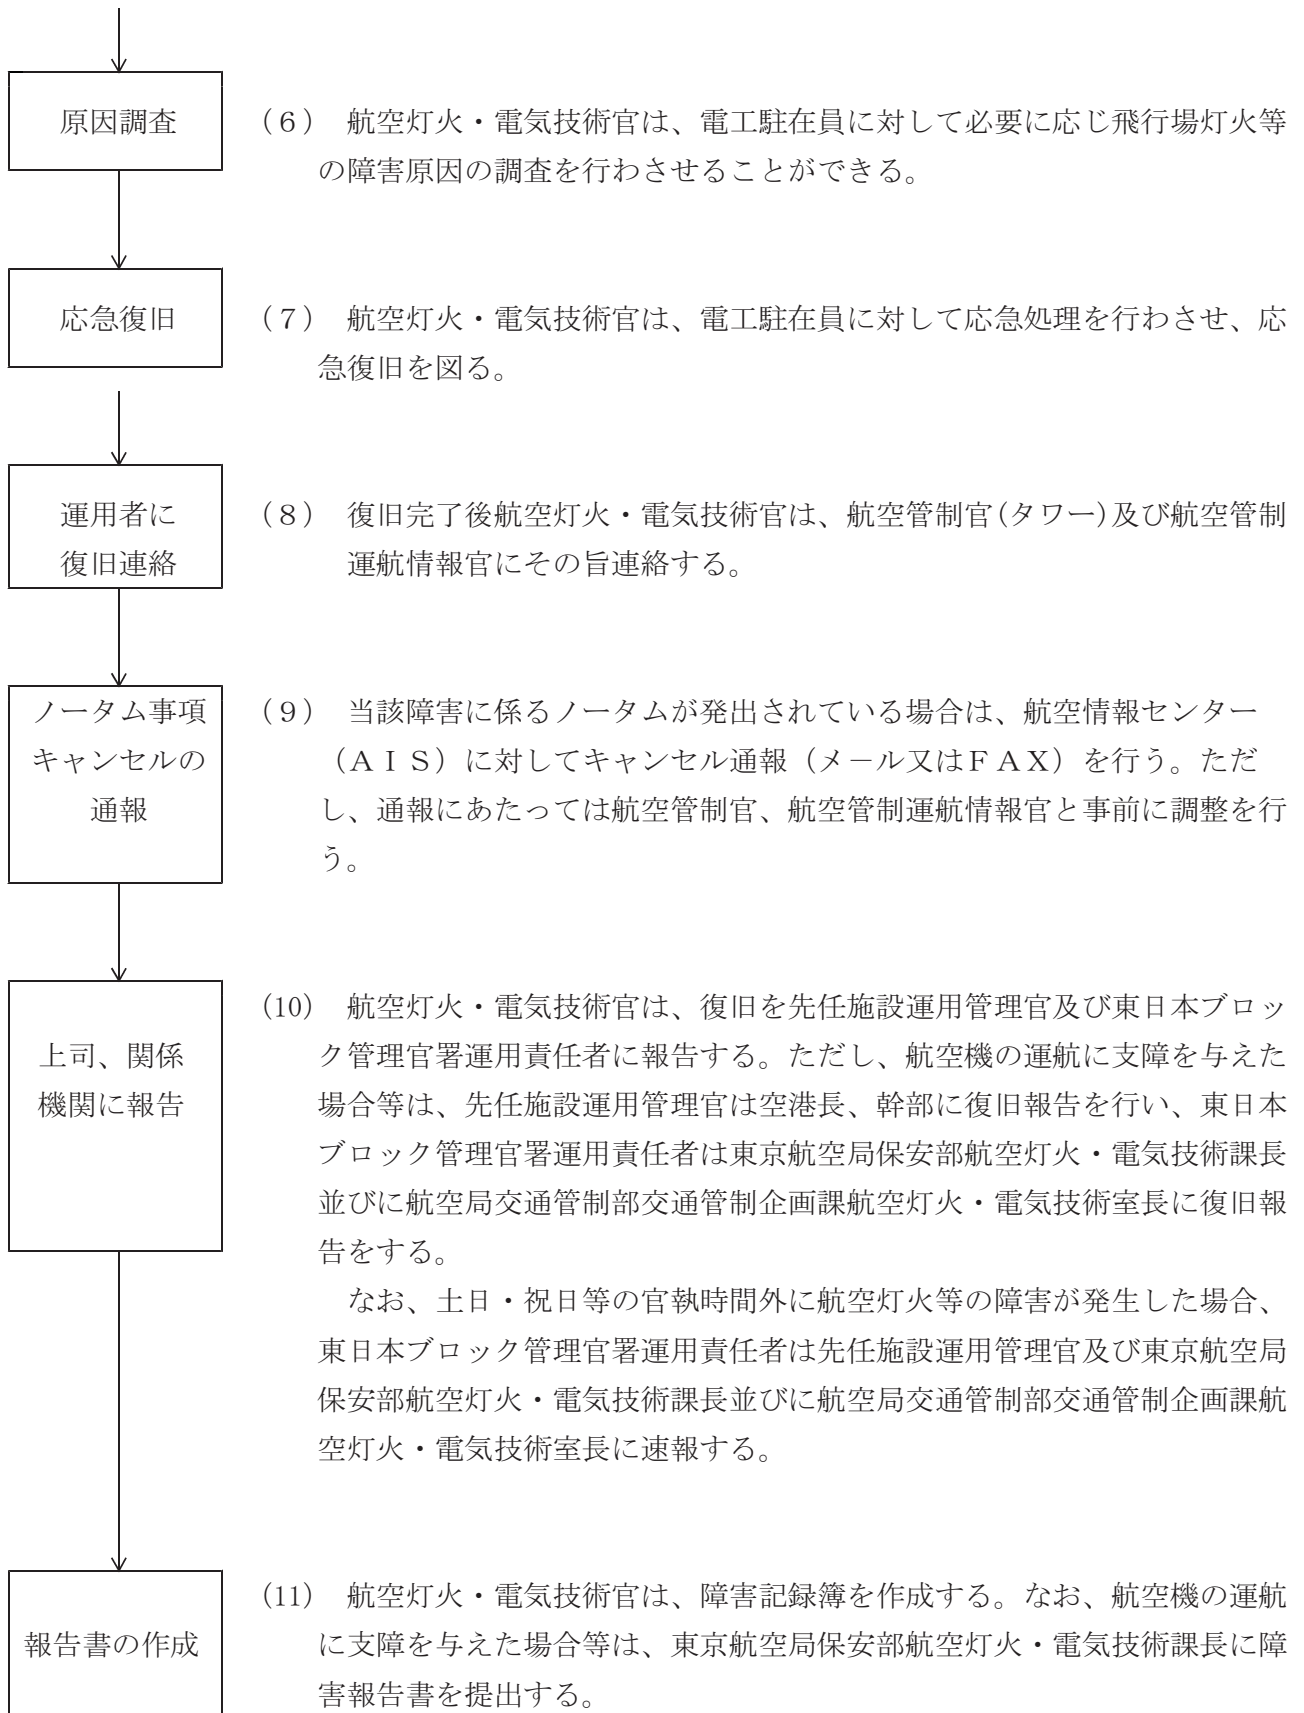 原因調査
(６) 航空灯火・電気技術官は、電工駐在員に対して必要に応じ飛行場灯火等
の障害原因の調査を行わさせることができる。
応急復旧
(７) 航空灯火・電気技術官は、電工駐在員に対して応急処理を行わさせ、応
急復旧を図る。
運用者に
復旧連絡
(８) 復旧完了後航空灯火・電気技術官は、航空管制官(タワー)及び航空管制
運航情報官にその旨連絡する。
ノータム事項
キャンセルの
通報
(９) 当該障害に係るノータムが発出されている場合は、航空情報センター
（ＡＩＳ）に対してキャンセル通報（メール又はＦＡＸ）を行う。ただ
し、通報にあたっては航空管制官、航空管制運航情報官と事前に調整を行
う。
上司、関係
機関に報告
(10) 航空灯火・電気技術官は、復旧を先任施設運用管理官及び東日本ブロッ
ク管理官署運用責任者に報告する。ただし、航空機の運航に支障を与えた
場合等は、先任施設運用管理官は空港長、幹部に復旧報告を行い、東日本
ブロック管理官署運用責任者は東京航空局保安部航空灯火・電気技術課長
並びに航空局交通管制部交通管制企画課航空灯火・電気技術室長に復旧報
告をする。
なお、土日・祝日等の官執時間外に航空灯火等の障害が発生した場合、
東日本ブロック管理官署運用責任者は先任施設運用管理官及び東京航空局
保安部航空灯火・電気技術課長並びに航空局交通管制部交通管制企画課航
空灯火・電気技術室長に速報する。
報告書の作成
(11) 航空灯火・電気技術官は、障害記録簿を作成する。なお、航空機の運航
に支障を与えた場合等は、東京航空局保安部航空灯火・電気技術課長に障
害報告書を提出する。